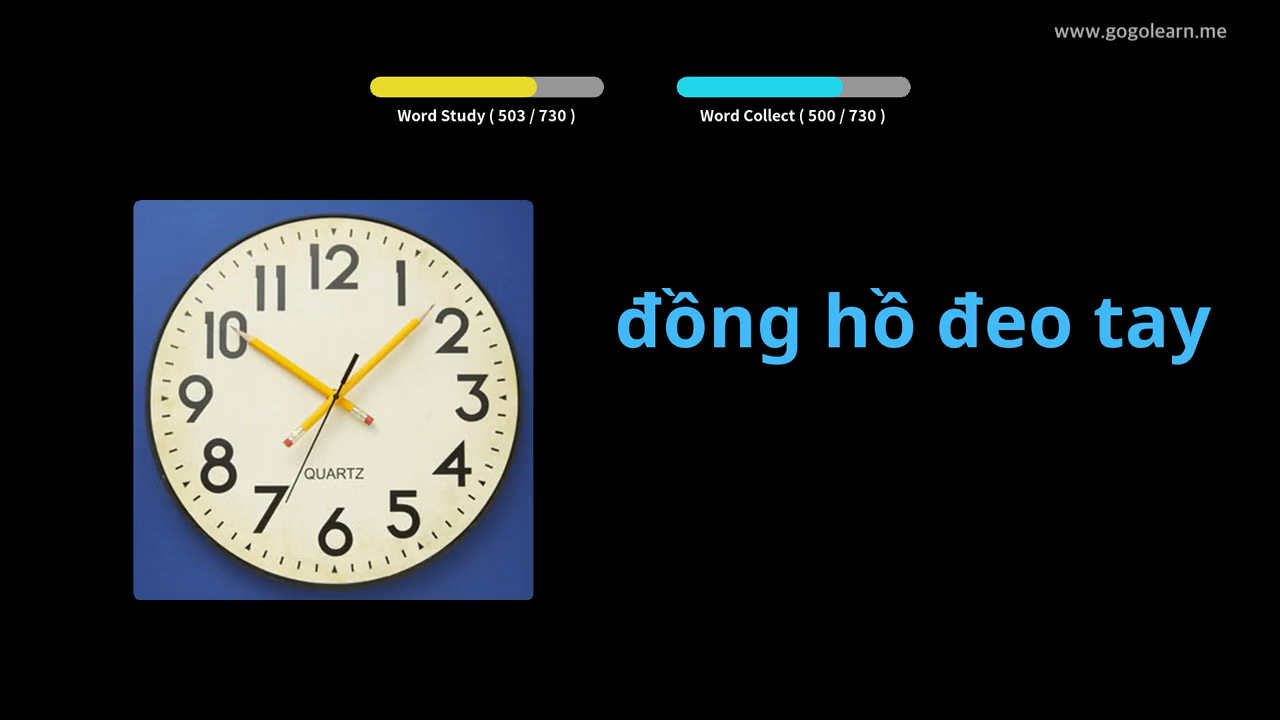 www.gogolearn.me
Word Study ( 503 / 730 )
Word Collect ( 500 / 730 )
đồng hồ đeo tay
12
11
1
10
2
9
3
8
4
QUARTZ
7
5
6